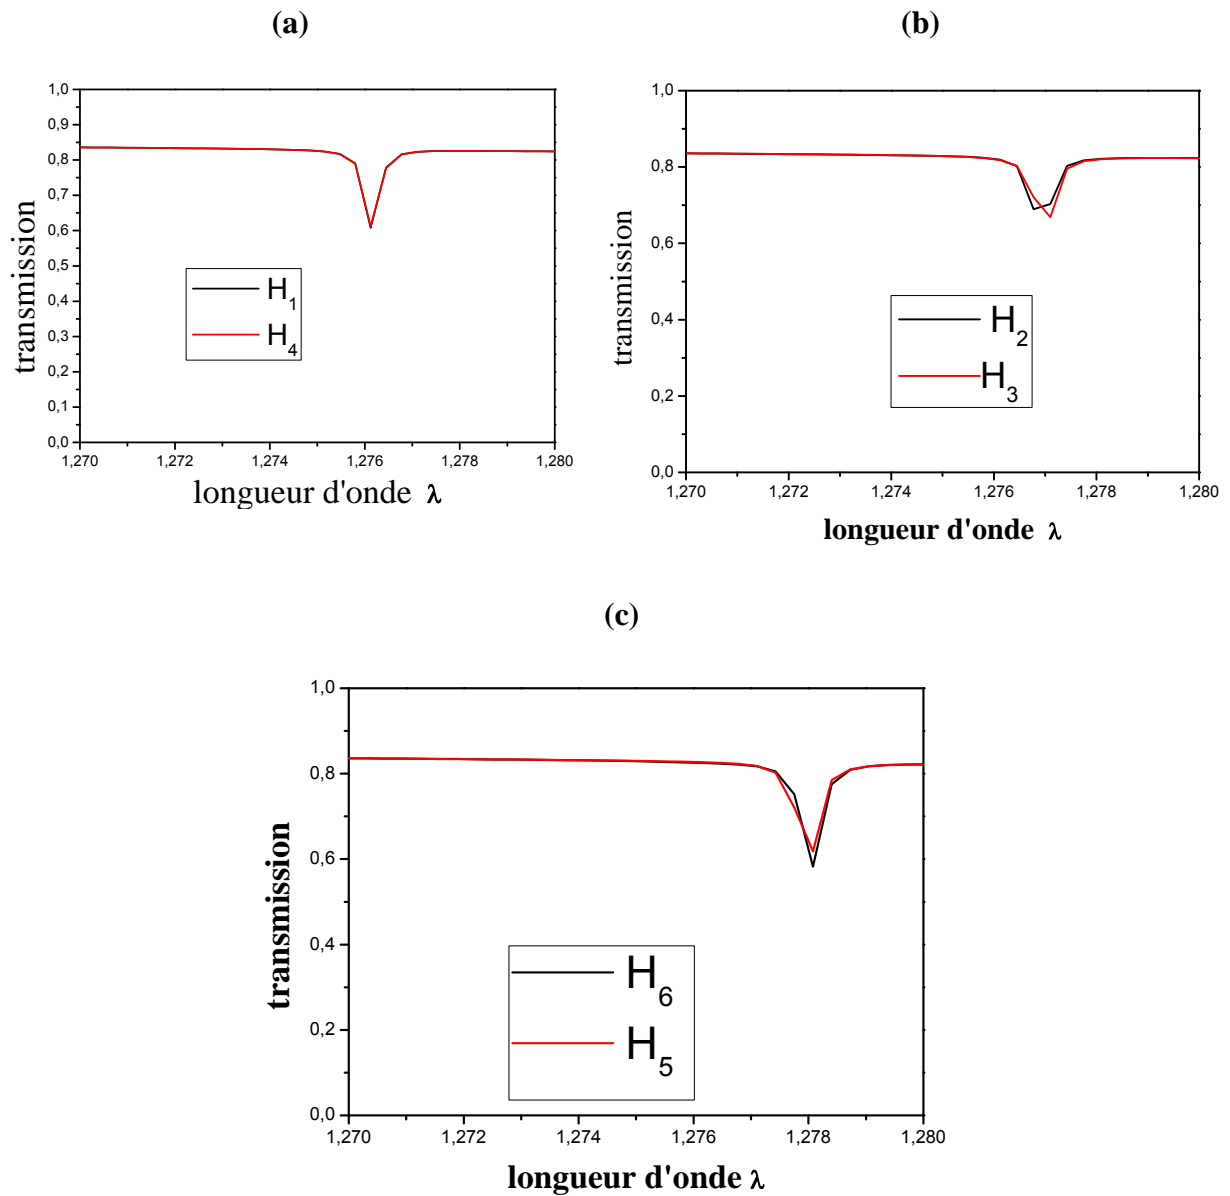 (a)
1,0
0,9
0,8
0,7
0,6
0,5
0,4
0,3
0,2
0,1
0,0
transmission
H1
H4
1,270 1,272 1,274 1,276 1,278 1,280
longueur d'onde λ
(b)
1,0
0,8
0,6
0,4
0,2
0,0
transmission
H2
H3
1,270 1,272 1,274 1,276 1,278 1,280
longueur d'onde λ
(c)
1,0
0,8
0,6
0,4
0,2
0,0
transmission
H6
H5
1,270 1,272 1,274 1,276 1,278 1,280
longueur d'onde λ